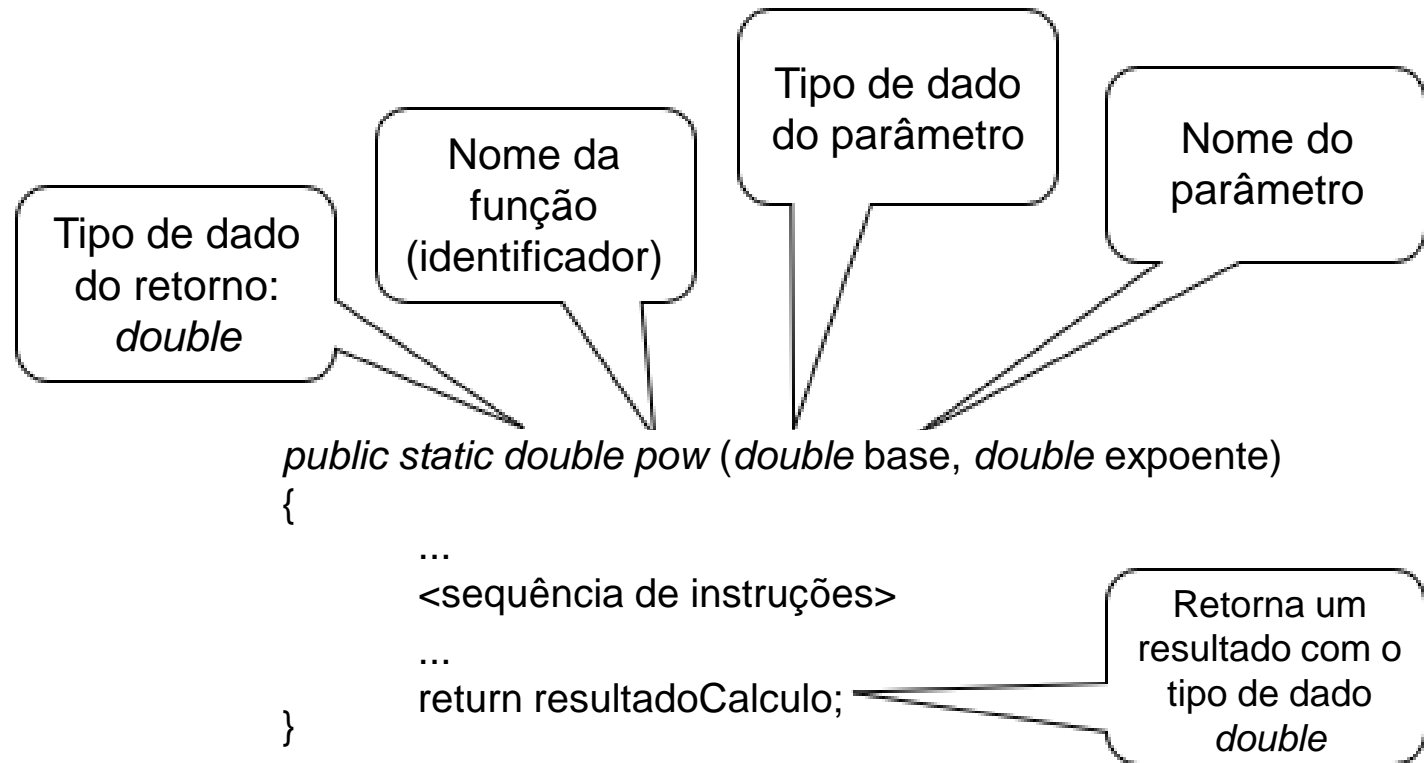 Tipo de dado
do retorno:
double
Nome da
função
(identificador)
Tipo de dado
do parâmetro
Nome do
parâmetro
public static double pow (double base, double expoente)
{
...
<sequência de instruções>
...
return resultadoCalculo;
}
Retorna um
resultado com o
tipo de dado
double